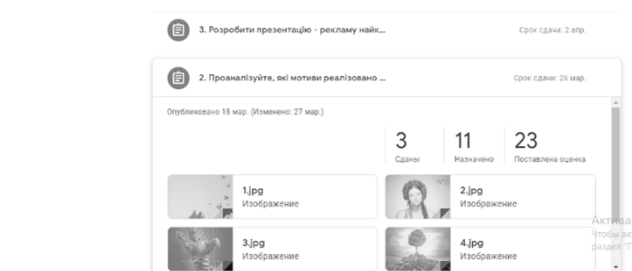 3. Розробити презентацію - рекламу найк...
Срок сдачи: 2 апр.
2. Проаналізуйте, які мотиви реалізовано ...
Срок сдачи: 26 мар.
Опубликовано 18 мар. (Изменено: 27 мар.)
3 11 23
Сданы Назначено Поставлена оценка
1.jpg
Изображение
2.jpg
Изображение
3.jpg
Изображение
4.jpg
Изображение
Актива
Чтобы ак
раздел "П